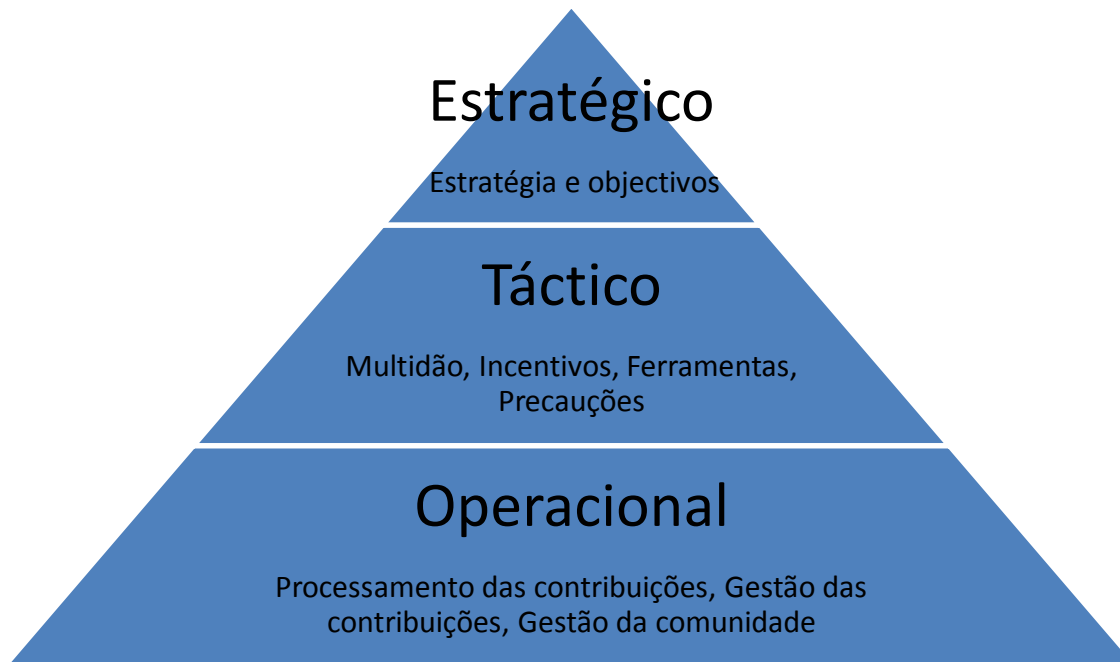 Estratégico
Estratégia e objectivos
Táctico
Multidão, Incentivos, Ferramentas,
Precauções
Operacional
Processamento das contribuições, Gestão das
contribuições, Gestão da comunidade